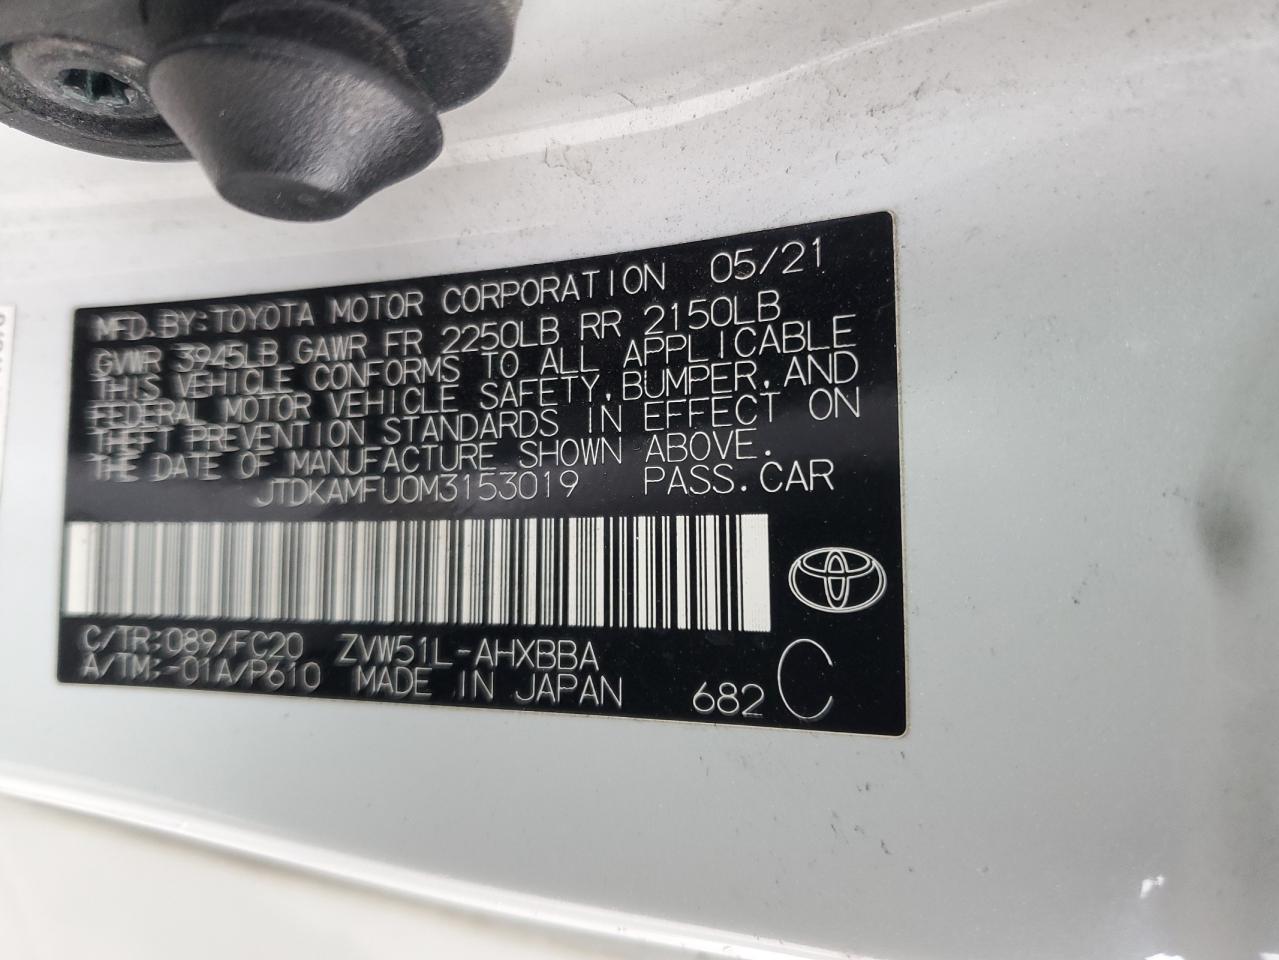 MFD.BY:TOYOTA MOTOR CORPORATION 05/21
GVWR 3945LB GAWR FR 2250LB RR 2150LB
THIS VEHICLE CONFORMS TO ALL APPLICABLE
FEDERAL MOTOR VEHICLE SAFETY,BUMPER,AND
THEFT PREVENTION STANDARDS IN EFFECT ON
THE DATE OF MANUFACTURE SHOWN ABOVE.
JTDKAMFU0M3153019 PASS.CAR
C/TR:089/FC20 ZVW51L-AHXBBA
A/TM:-01A/P610 MADE IN JAPAN 682 C